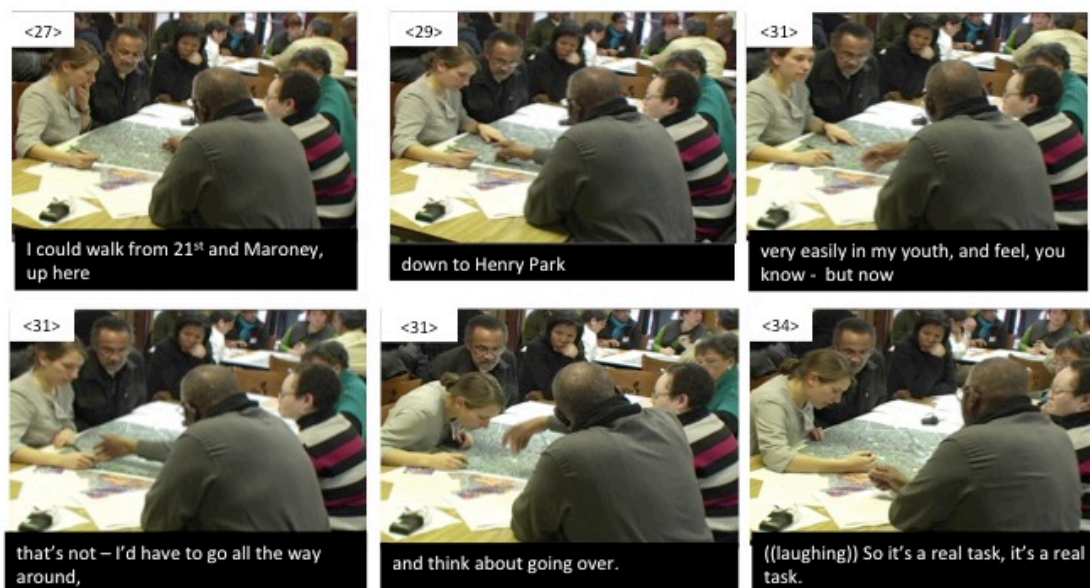 <27>
I could walk from 21st and Maroney,
up here
<29>
down to Henry Park
<31>
very easily in my youth, and feel, you
know - but now
<31>
that's not – I'd have to go all the way
around,
<31>
and think about going over.
<34>
((laughing)) So it's a real task, it's a real
task.